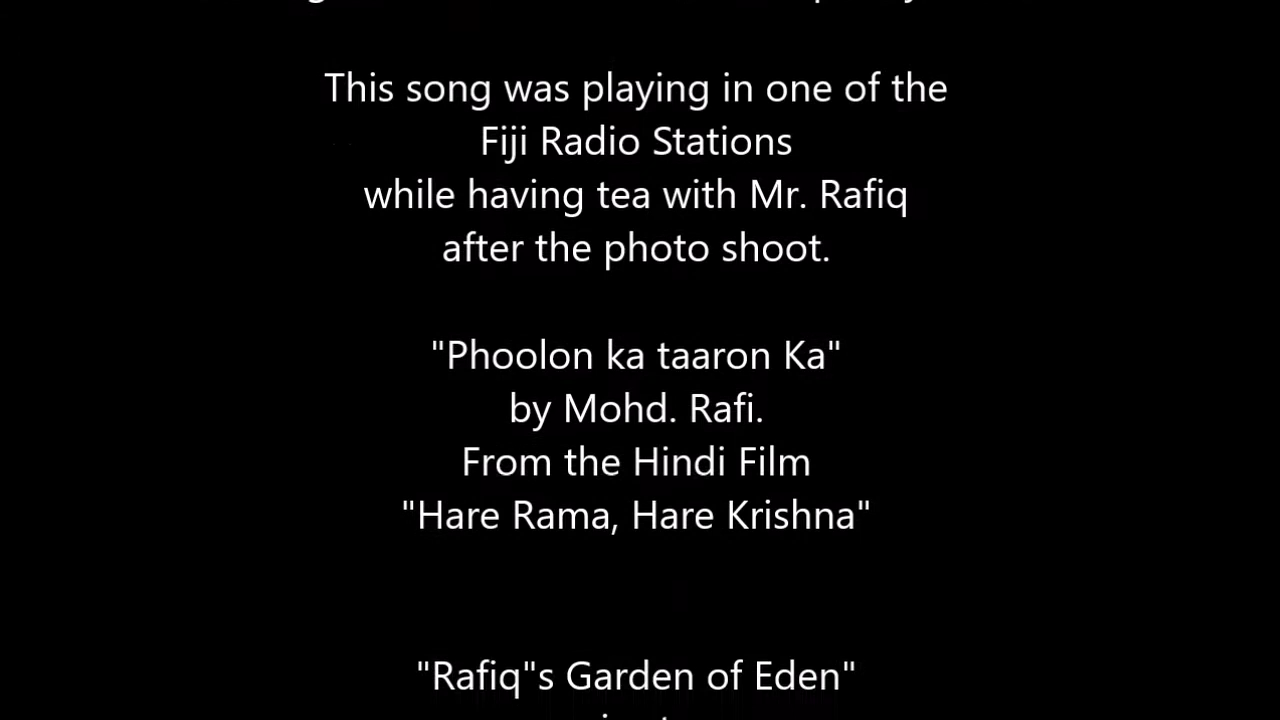 This song was playing in one of the
Fiji Radio Stations
while having tea with Mr. Rafiq
after the photo shoot.
"Phoolon ka taaron Ka"
by Mohd. Rafi.
From the Hindi Film
"Hare Rama, Hare Krishna"
"Rafiq"s Garden of Eden"